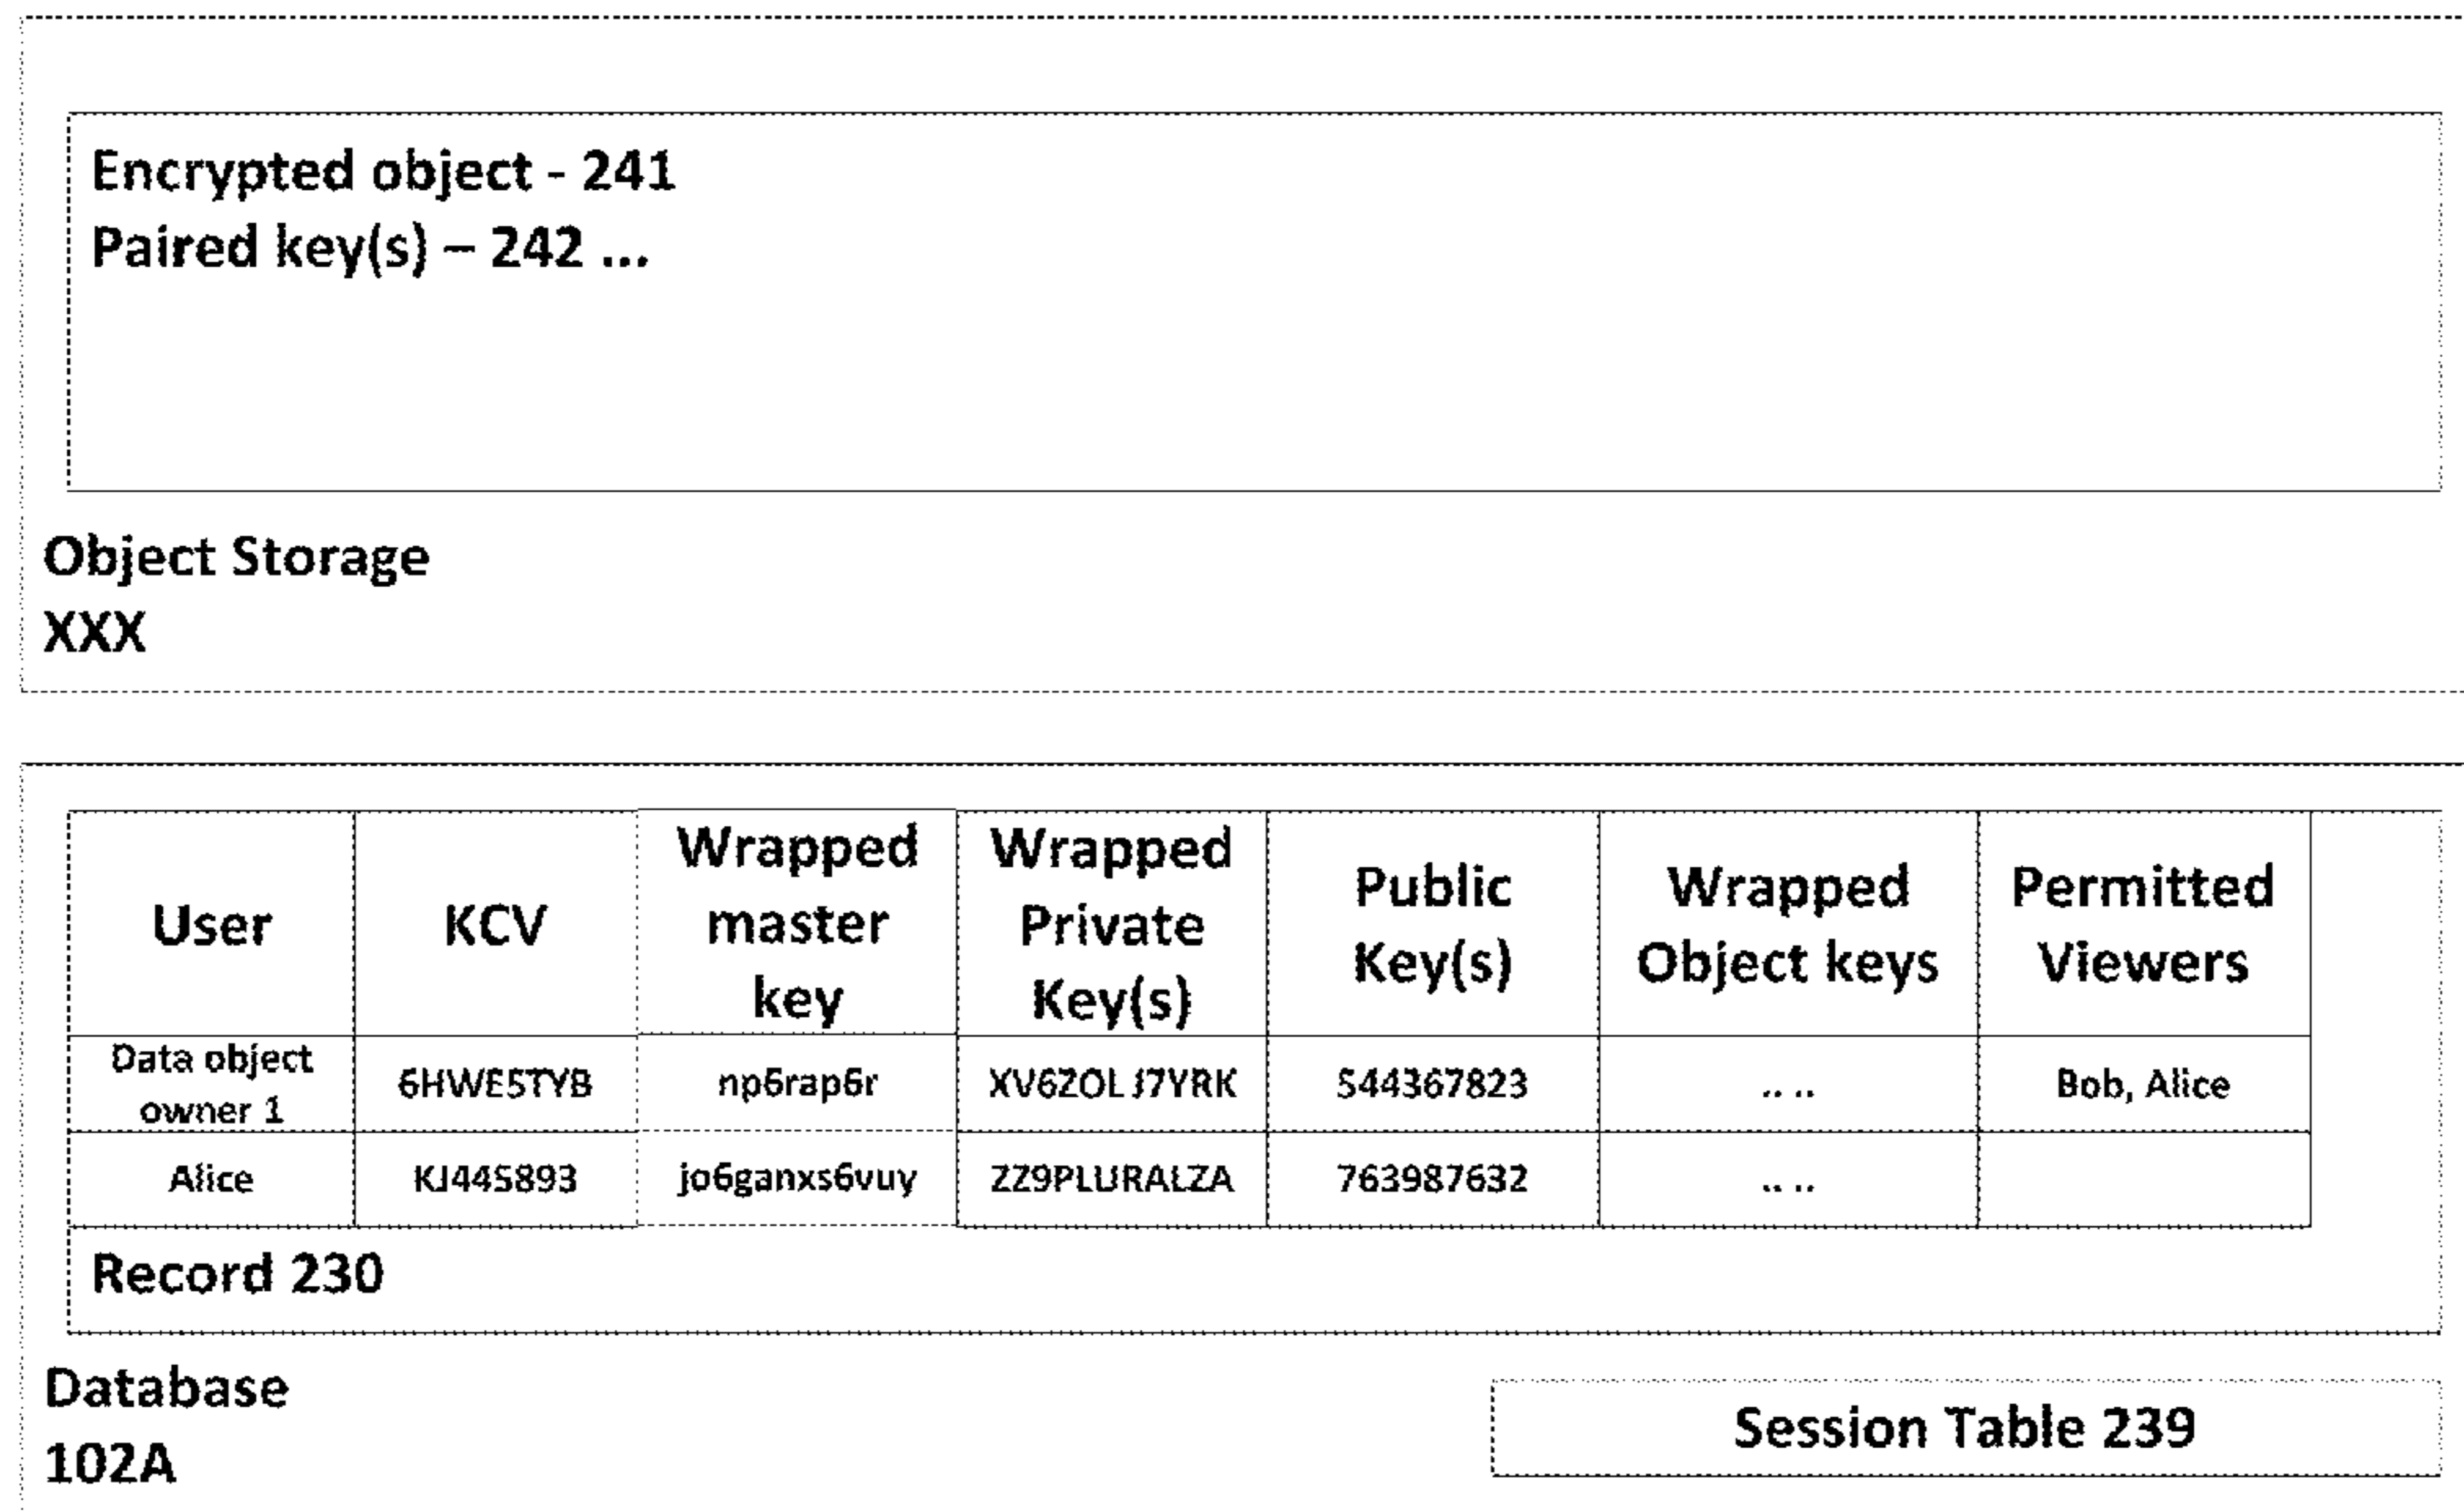 Encrypted object - 241
Paired key(s) – 242 ...
Object Storage
XXX
User
KCV
Wrapped
master
key
Wrapped
Private
Key(s)
Public
Key(s)
Wrapped
Object keys
Permitted
Viewers
Data object
owner 1
6HWE5TYB
np6rap6r
XV6ZOLJ7YRK
544367823
.. ..
Bob, Alice
Alice
KJ445893
jo6ganxs6vuy
ZZ9PLURALZA
763987632
.. ..
Record 230
Database
102A
Session Table 239